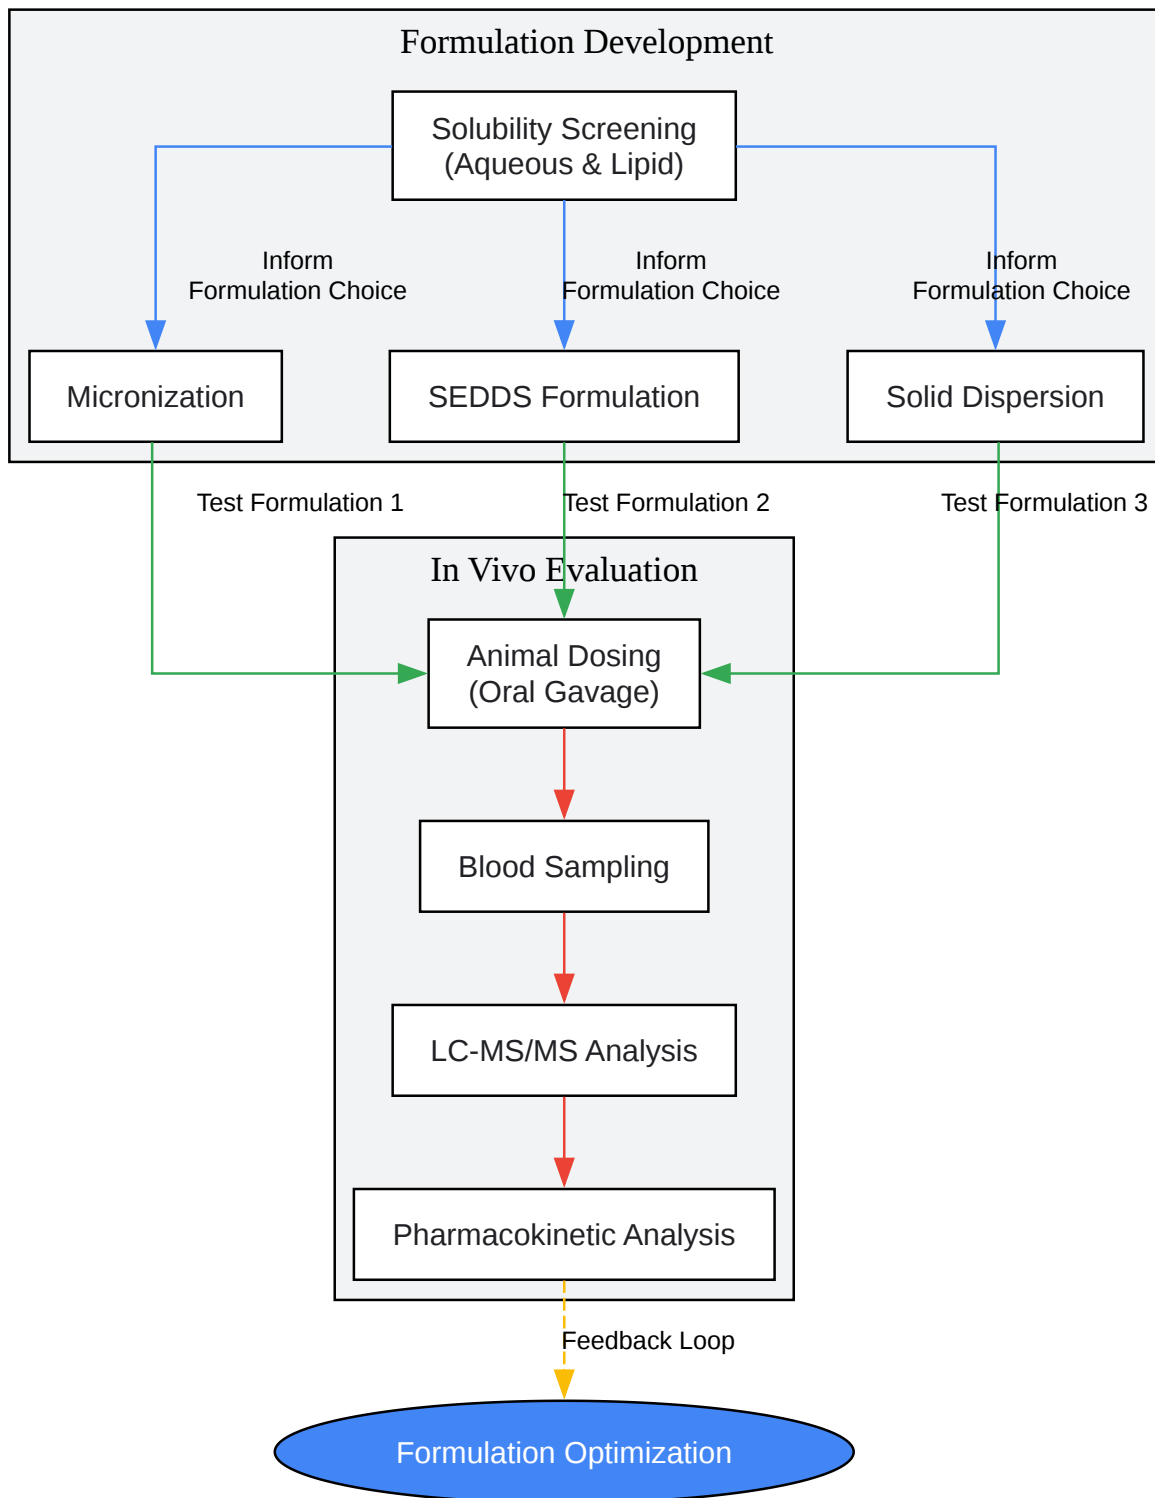 Formulation Development
Solubility Screening
(Aqueous & Lipid)
Inform
Formulation Choice
Inform
Formulation Choice
Inform
Formulation Choice
Micronization
SEDDS Formulation
Solid Dispersion
Test Formulation 1
Test Formulation 2
Test Formulation 3
In Vivo Evaluation
Animal Dosing
(Oral Gavage)
Blood Sampling
LC-MS/MS Analysis
Pharmacokinetic Analysis
Feedback Loop
Formulation Optimization